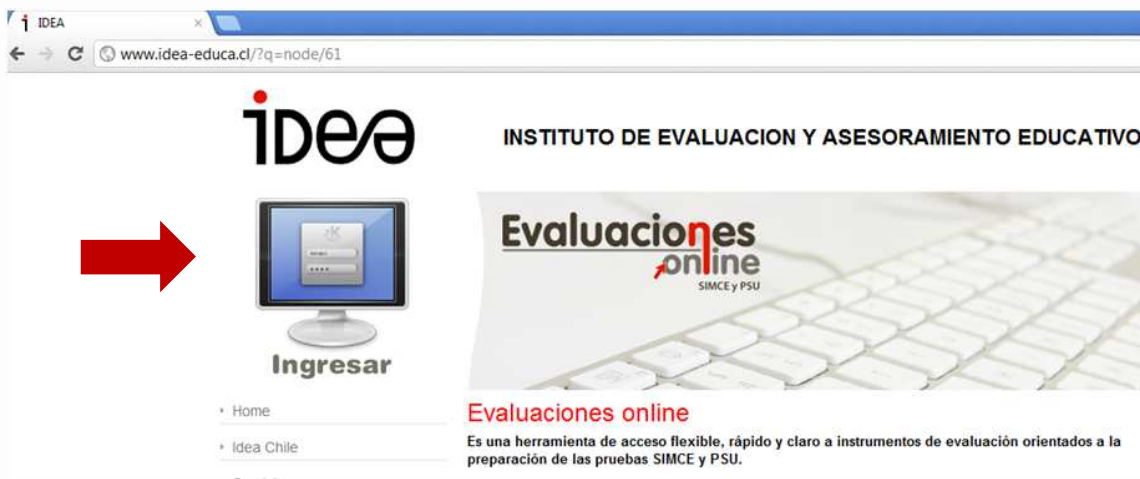 IDEA
www.idea-educa.cl/?q=node/61
idea
INSTITUTO DE EVALUACION Y ASESORAMIENTO EDUCATIVO
Evaluaciones
online
SIMCE y PSU
Ingresar
Home
Idea Chile
Evaluaciones online
Es una herramienta de acceso flexible, rápido y claro a instrumentos de evaluación orientados a la
preparación de las pruebas SIMCE y PSU.